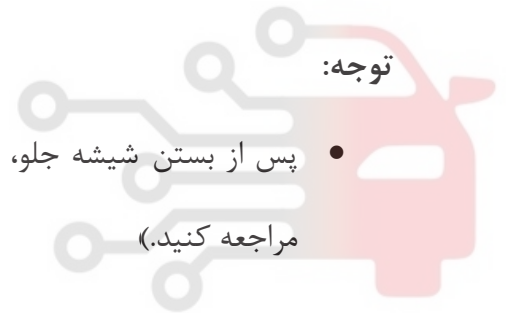 توجه:
• پس از بستن شیشه جلو،
مراجعه کنید.)